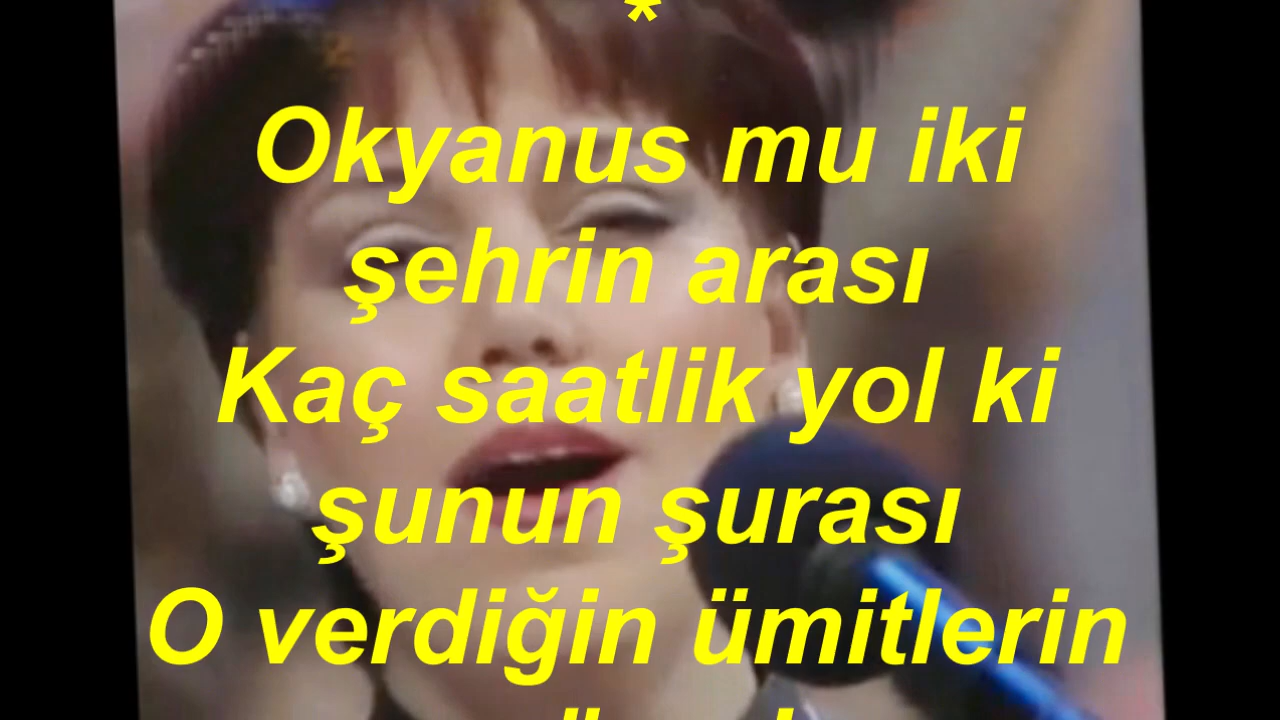 *
Okyanus mu iki
şehrin arası
Kaç saatlik yol ki
şunun şurası
O verdiğin ümitlerin